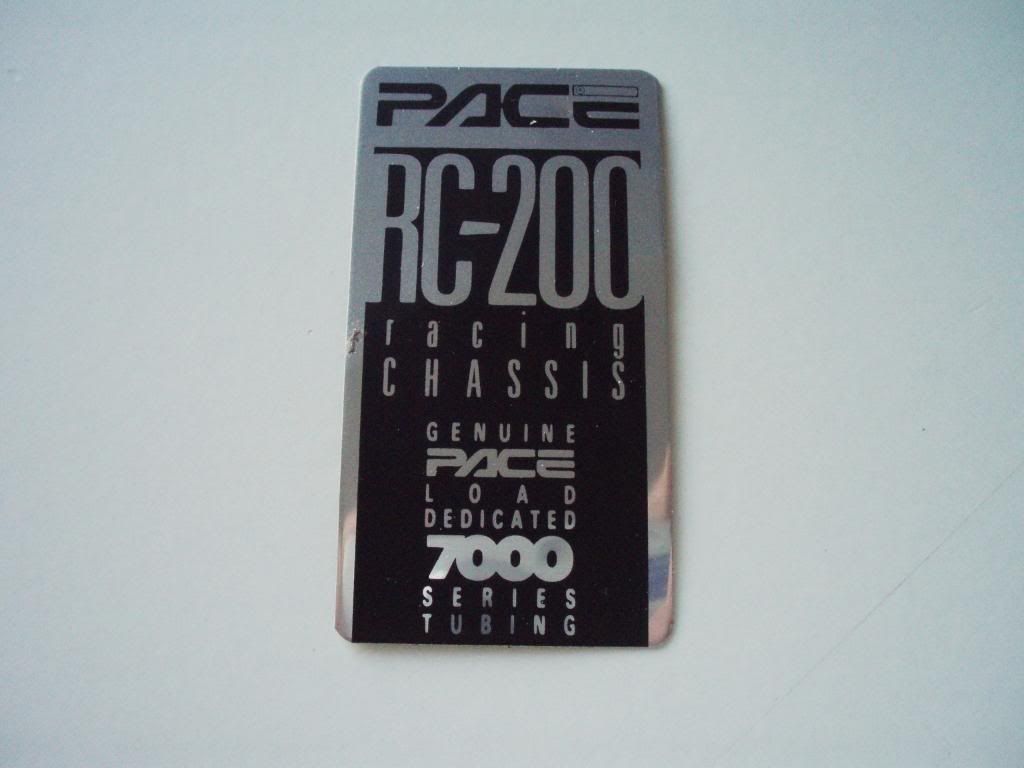 PACE
RC-200
racing
CHASSIS
GENUINE
PACE
LOAD
DEDICATED
7000
SERIES
TUBING